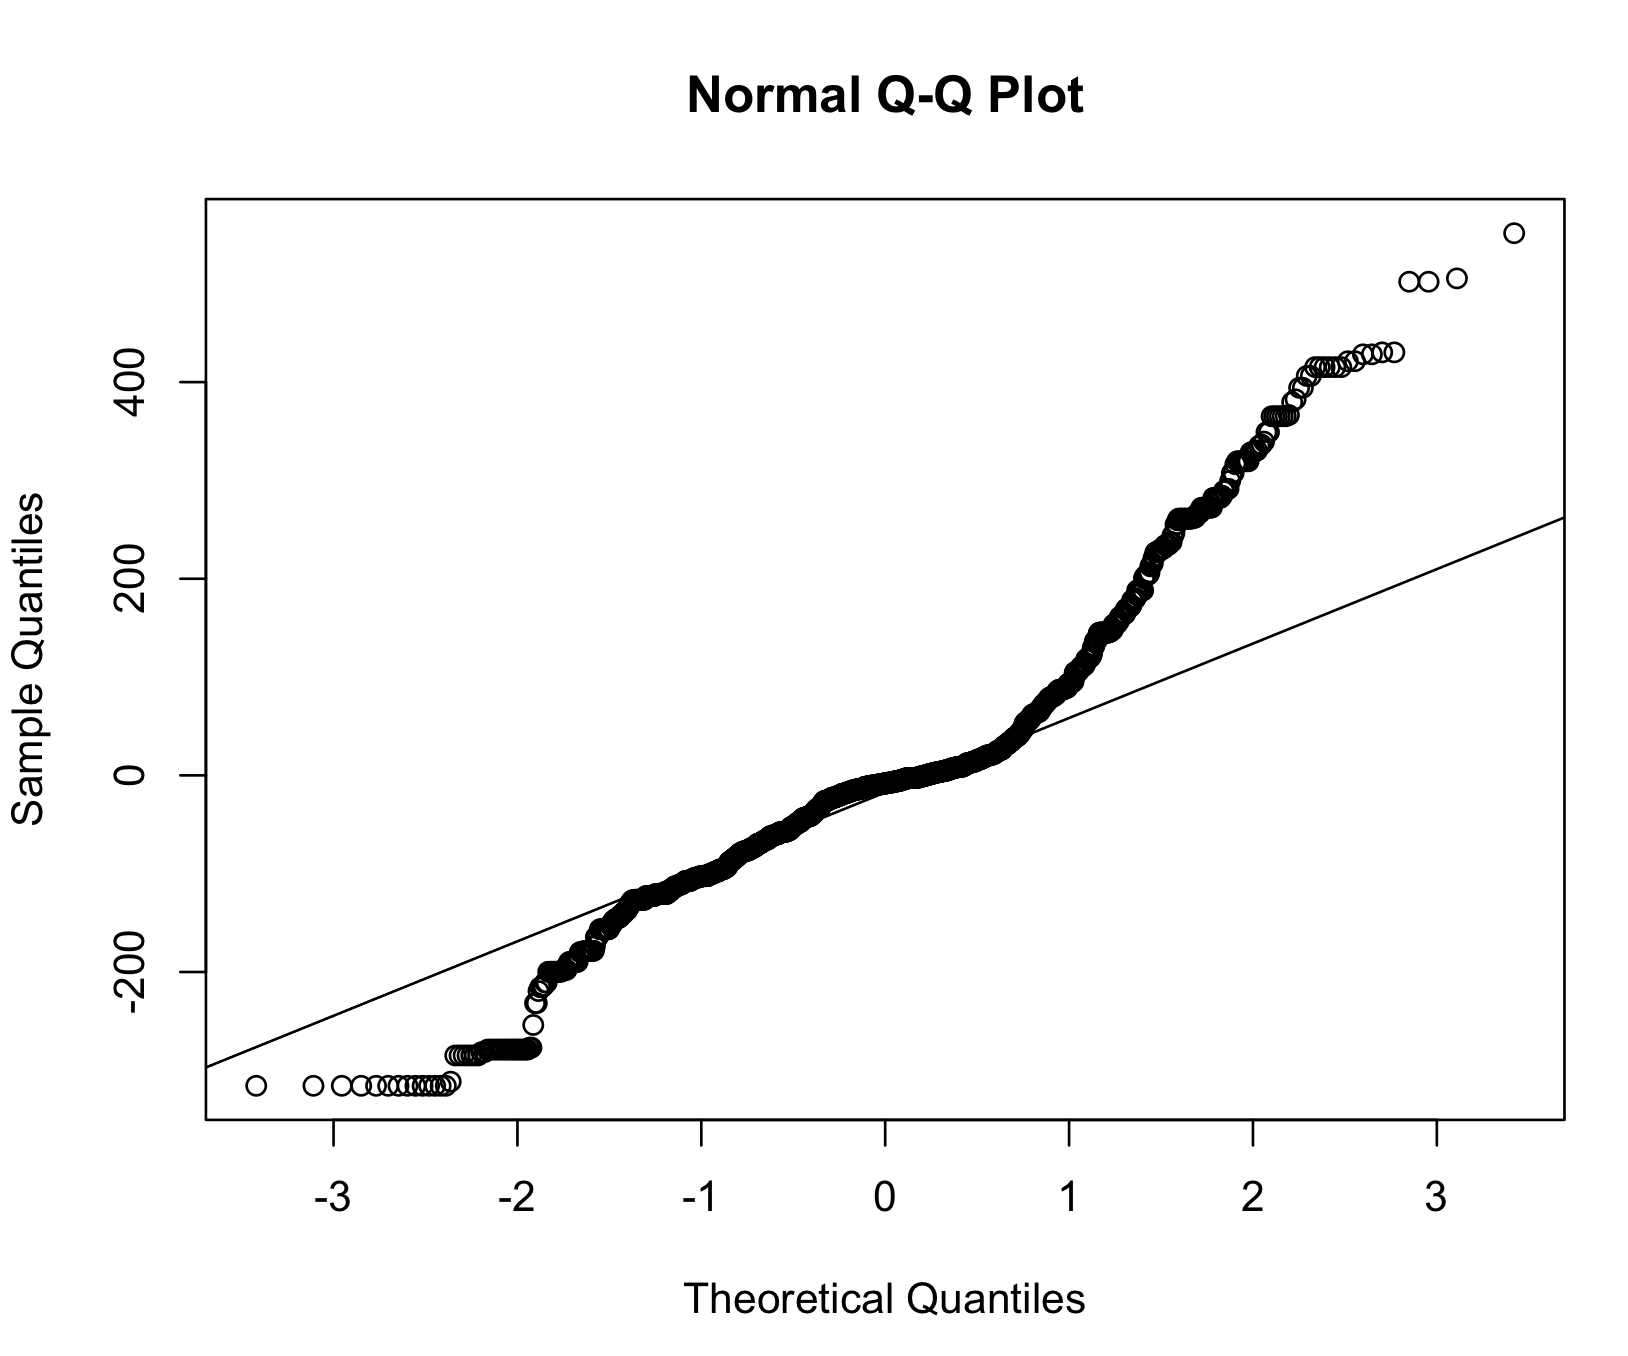 Normal Q-Q Plot
Sample Quantiles
400
200
0
-200
-3 -2 -1 0 1 2 3
Theoretical Quantiles